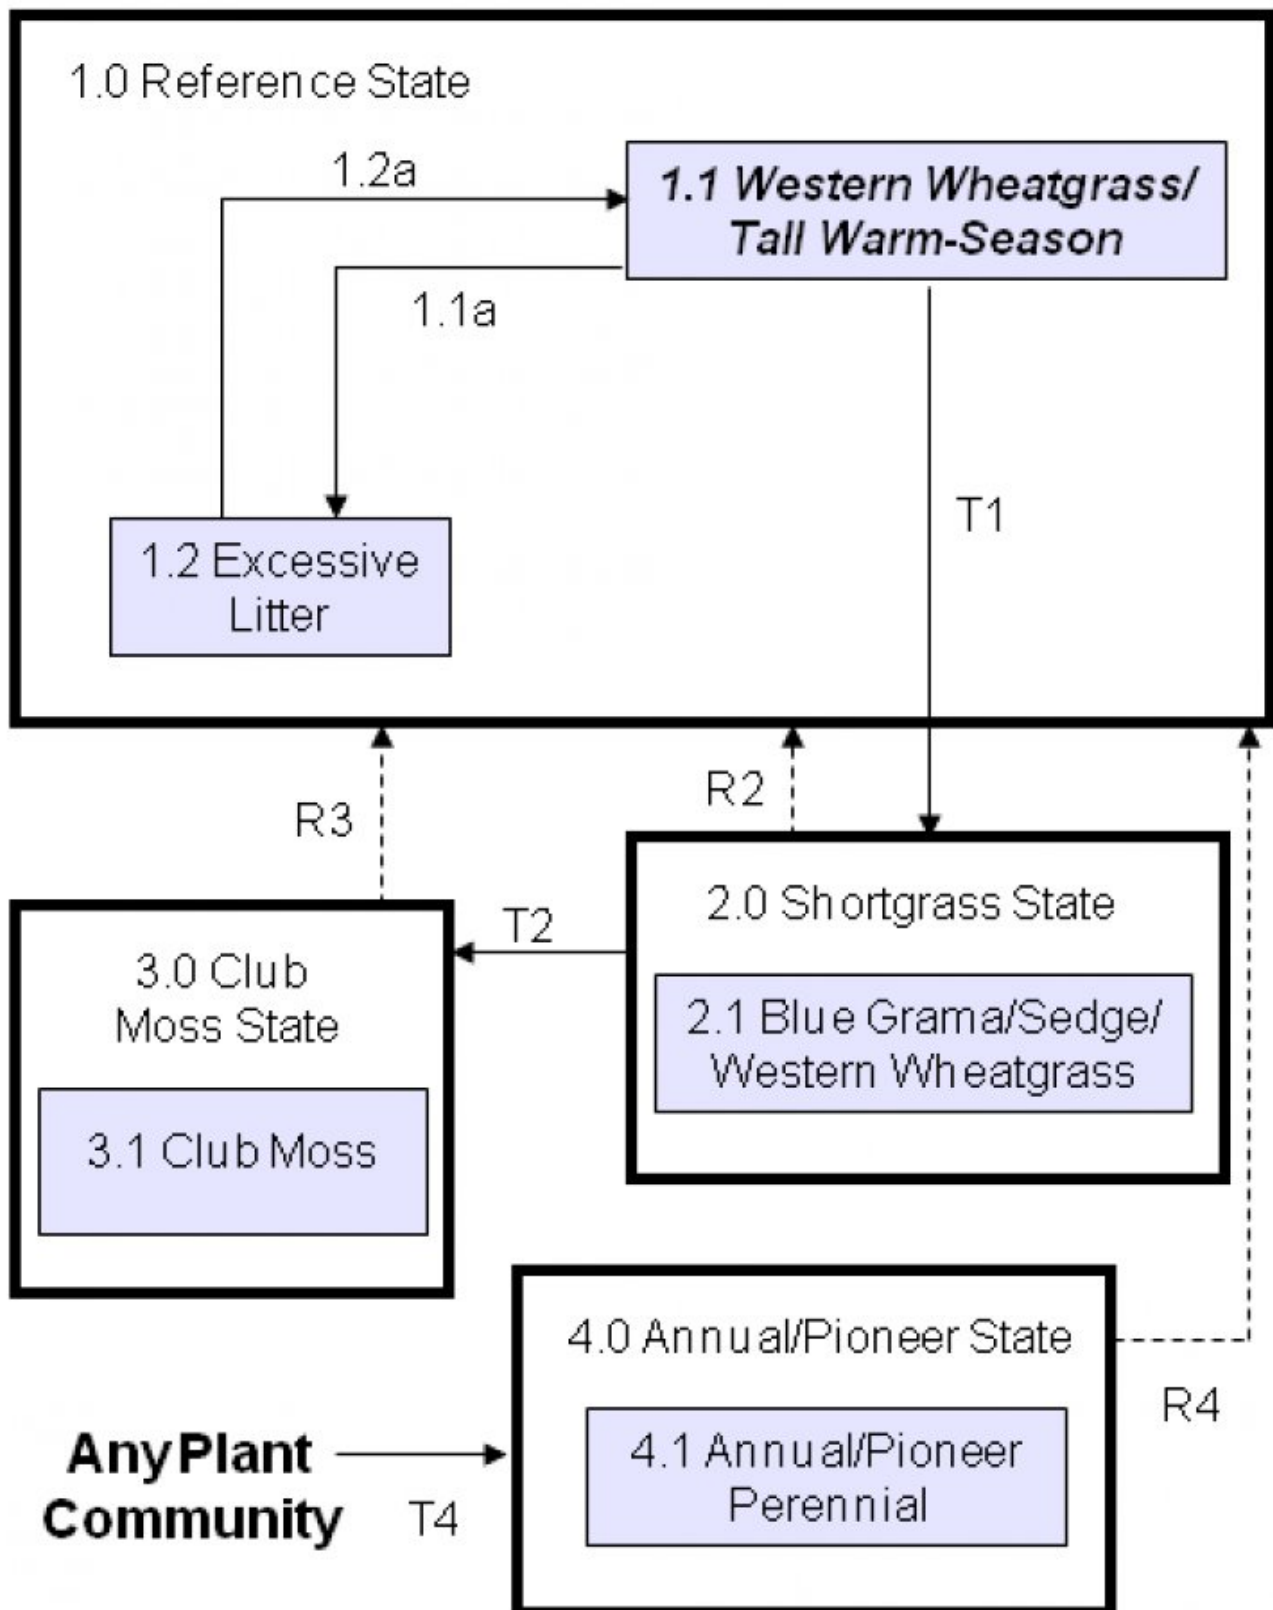 1.0 Reference State
1.2a
1.1 Western Wheatgrass/
Tall Warm-Season
1.1a
1.2 Excessive
Litter
T1
R3
R2
2.0 Shortgrass State
T2
2.1 Blue Grama/Sedge/
Western Wheatgrass
3.0 Club
Moss State
3.1 Club Moss
4.0 Annual/Pioneer State
R4
4.1 Annual/Pioneer
Perennial
Any Plant
Community
T4